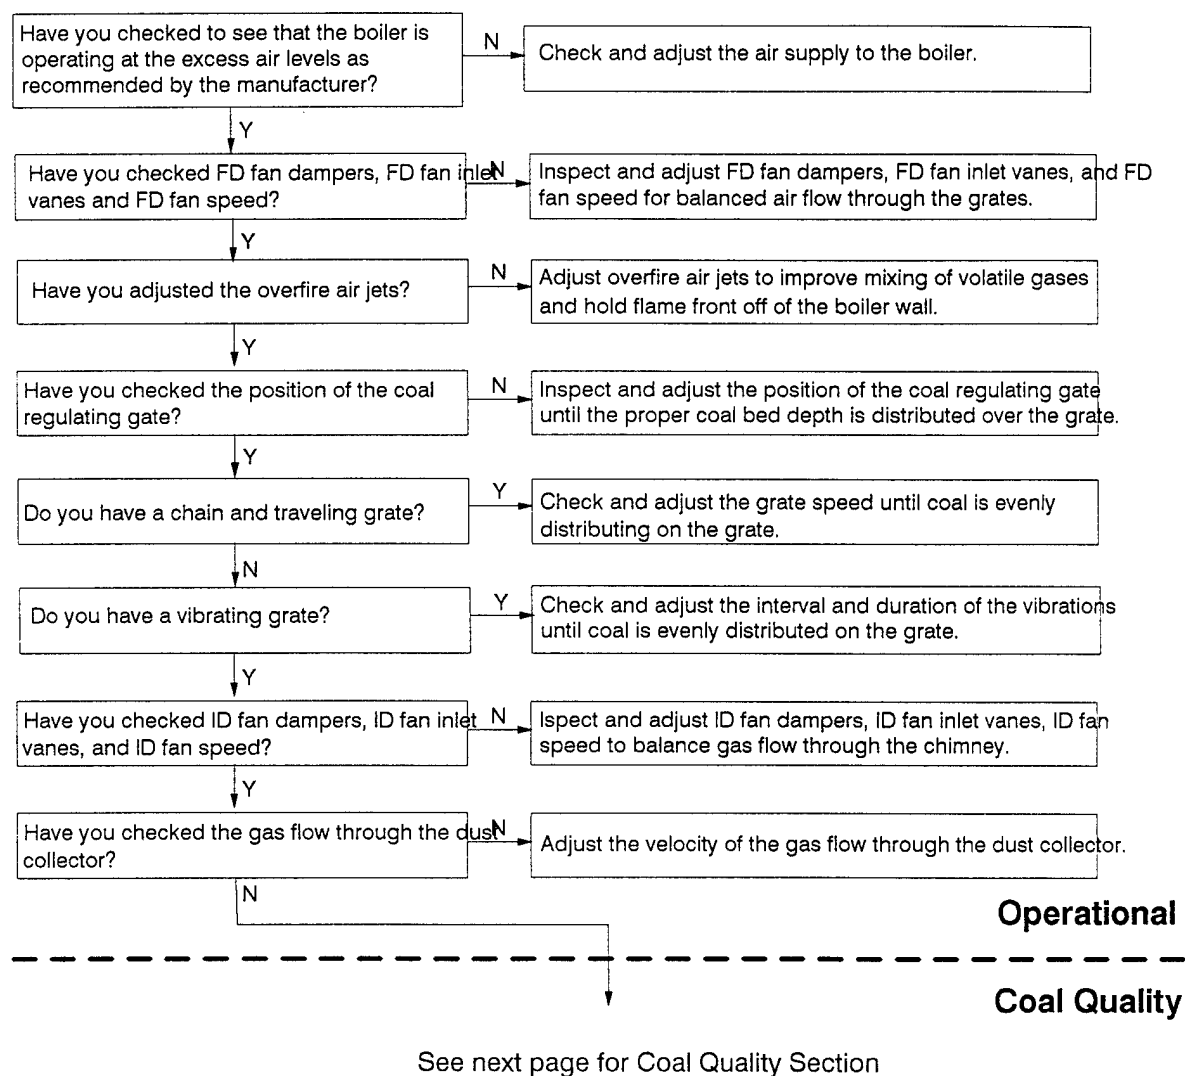 Have you checked to see that the boiler is
operating at the excess air levels as
recommended by the manufacturer?
N
Check and adjust the air supply to the boiler.
Y
Have you checked FD fan dampers, FD fan inlet
vanes and FD fan speed?
N
Inspect and adjust FD fan dampers, FD fan inlet vanes, and FD
fan speed for balanced air flow through the grates.
Y
Have you adjusted the overfire air jets?
N
Adjust overfire air jets to improve mixing of volatile gases
and hold flame front off of the boiler wall.
Y
Have you checked the position of the coal
regulating gate?
N
Inspect and adjust the position of the coal regulating gate
until the proper coal bed depth is distributed over the grate.
Y
Do you have a chain and traveling grate?
Y
Check and adjust the grate speed until coal is evenly
distributing on the grate.
N
Do you have a vibrating grate?
Y
Check and adjust the interval and duration of the vibrations
until coal is evenly distributed on the grate.
Y
Have you checked ID fan dampers, ID fan inlet
vanes, and ID fan speed?
N
Ispect and adjust ID fan dampers, ID fan inlet vanes, ID fan
speed to balance gas flow through the chimney.
Y
Have you checked the gas flow through the dust
collector?
N
Adjust the velocity of the gas flow through the dust collector.
N
Operational
Coal Quality
See next page for Coal Quality Section